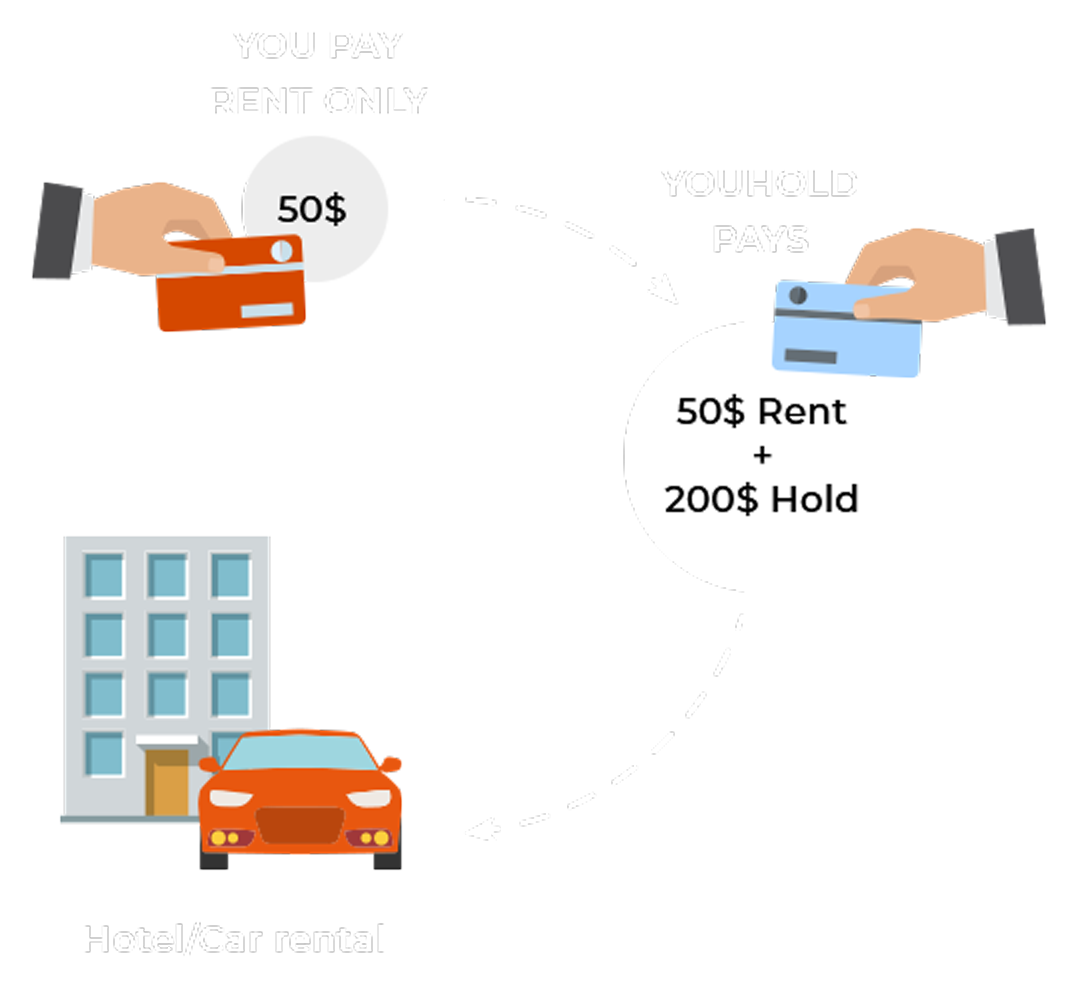 YOU PAY
RENT ONLY
50$
YOUHOLD
PAYS
50$ Rent
+
200$ Hold
Hotel/Car rental